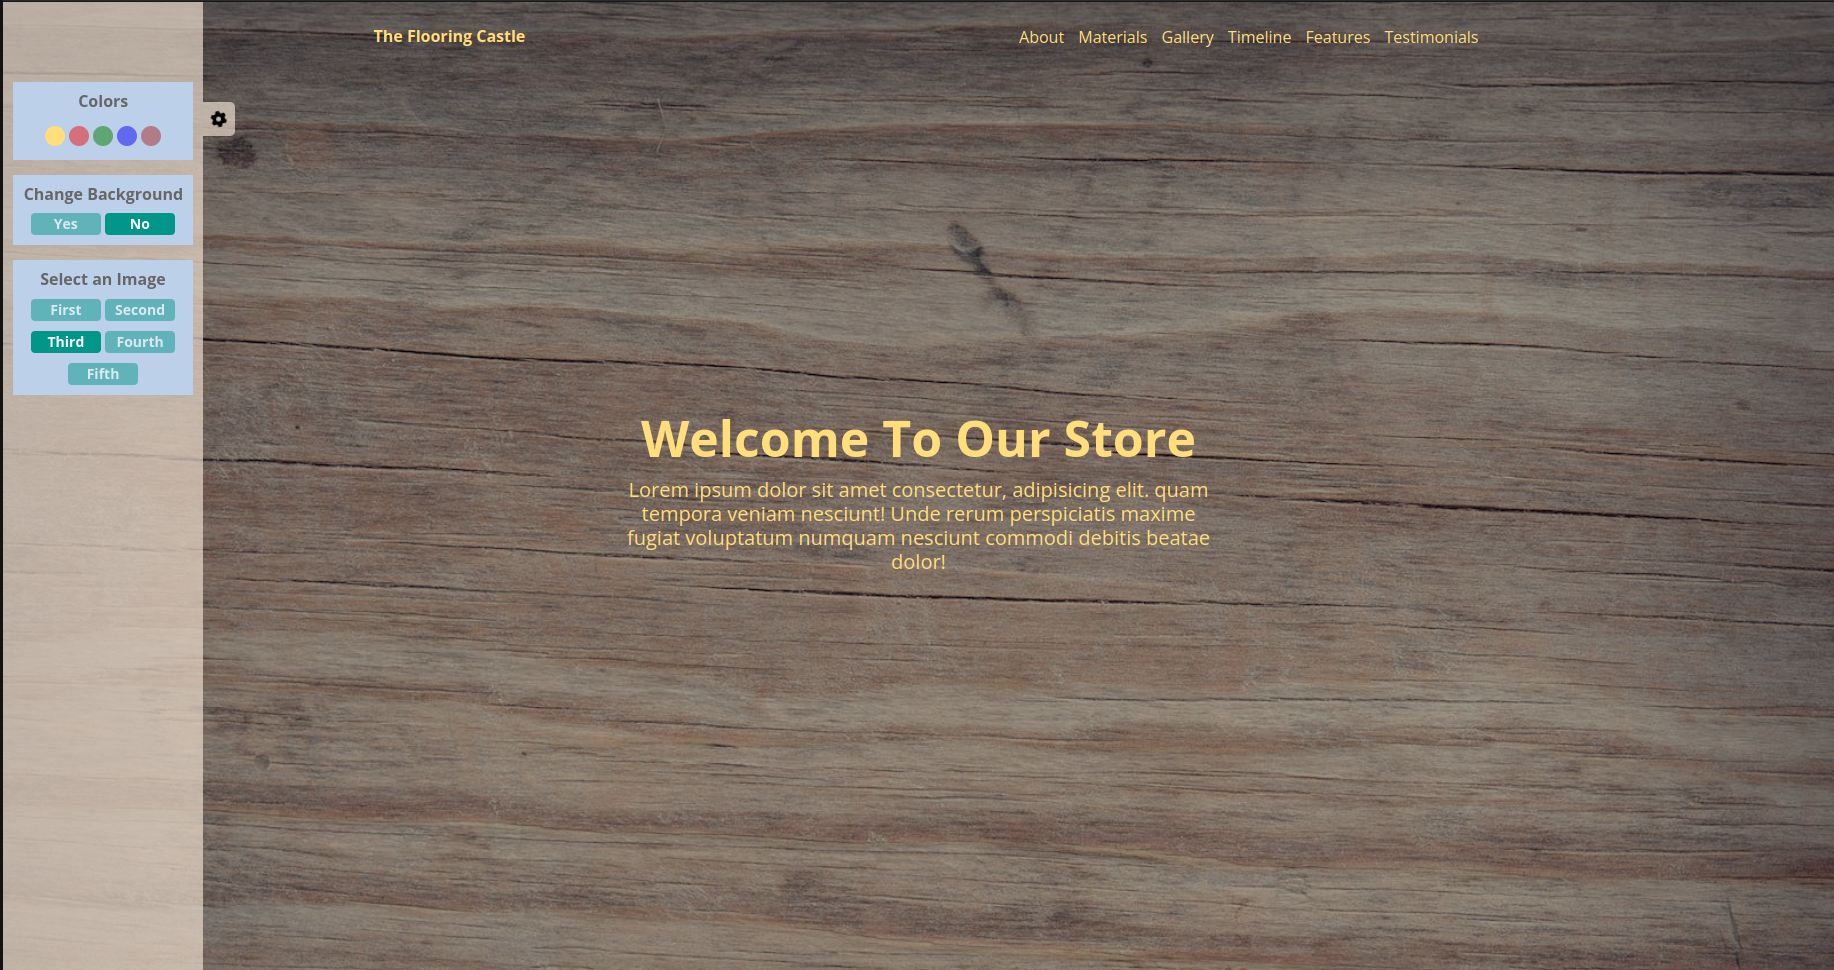 The Flooring Castle
About Materials Gallery Timeline Features Testimonials
Colors
Change Background
Yes No
Select an Image
First Second
Third Fourth
Fifth
Welcome To Our Store
Lorem ipsum dolor sit amet consectetur, adipisicing elit. quam
tempora veniam nesciunt! Unde rerum perspiciatis maxime
fugiat voluptatum numquam nesciunt commodi debitis beatae
dolor!